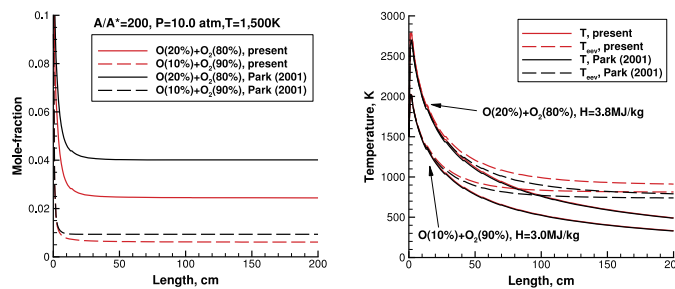 A/A*=200, P=10.0 atm,T=1,500K
O(20%)+O2(80%), present
O(10%)+O2(90%), present
O(20%)+O2(80%), Park (2001)
O(10%)+O2(90%), Park (2001)
Mole-fraction
0.1
0.08
0.06
0.04
0.02
0
0
50
100
150
200
Length, cm
T, present
Teev, present
T, Park (2001)
Teev, Park (2001)
O(20%)+O2(80%), H=3.8MJ/kg
O(10%)+O2(90%), H=3.0MJ/kg
Temperature, K
3000
2500
2000
1500
1000
500
0
0
50
100
150
200
Length, cm